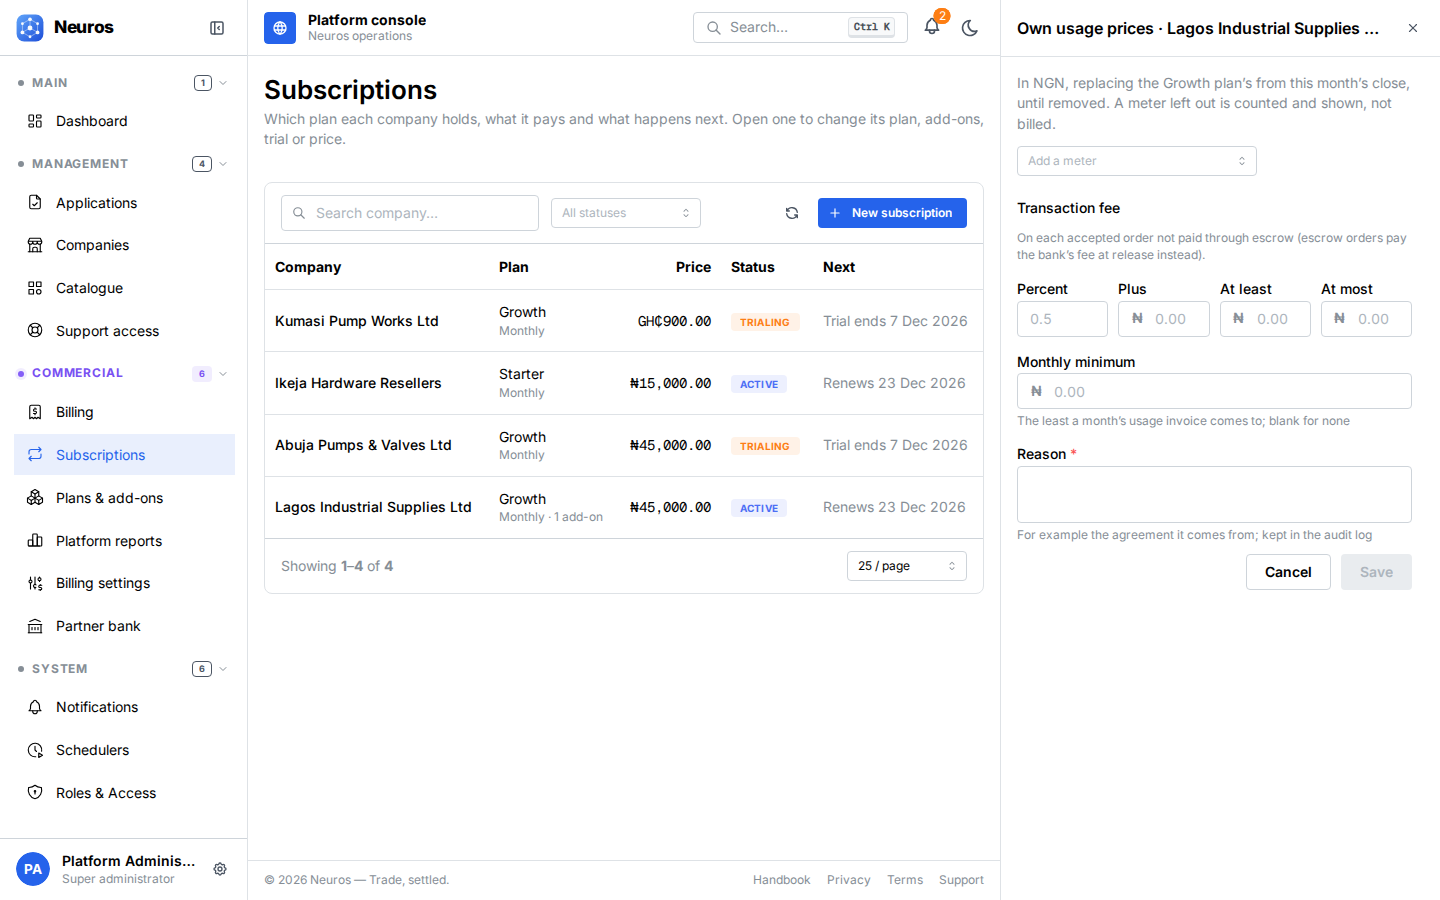 Neuros
MAIN
1
Dashboard
MANAGEMENT
4
Applications
Companies
Catalogue
Support access
COMMERCIAL
6
Billing
Subscriptions
Plans & add-ons
Platform reports
Billing settings
Partner bank
SYSTEM
6
Notifications
Schedulers
Roles & Access
PA
Platform Adminis...
Super administrator
Platform console
Neuros operations
Search...
Ctrl K
2
Subscriptions
Which plan each company holds, what it pays and what happens next. Open one to change its plan, add-ons,
trial or price.
Search company...
All statuses
New subscription
Company Plan Price Status Next
Kumasi Pump Works Ltd Growth GH₵900.00 TRIALING Trial ends 7 Dec 2026
Monthly
Ikeja Hardware Resellers Starter ₦15,000.00 ACTIVE Renews 23 Dec 2026
Monthly
Abuja Pumps & Valves Ltd Growth ₦45,000.00 TRIALING Trial ends 7 Dec 2026
Monthly
Lagos Industrial Supplies Ltd Growth ₦45,000.00 ACTIVE Renews 23 Dec 2026
Monthly · 1 add-on
Showing 1–4 of 4
25 / page
© 2026 Neuros — Trade, settled.
Handbook Privacy Terms Support
Own usage prices · Lagos Industrial Supplies ...
In NGN, replacing the Growth plan’s from this month’s close,
until removed. A meter left out is counted and shown, not
billed.
Add a meter
Transaction fee
On each accepted order not paid through escrow (escrow orders pay
the bank’s fee at release instead).
Percent Plus At least At most
0.5 ₦ 0.00 ₦ 0.00 ₦ 0.00
Monthly minimum
₦ 0.00
The least a month’s usage invoice comes to; blank for none
Reason *
For example the agreement it comes from; kept in the audit log
Cancel Save